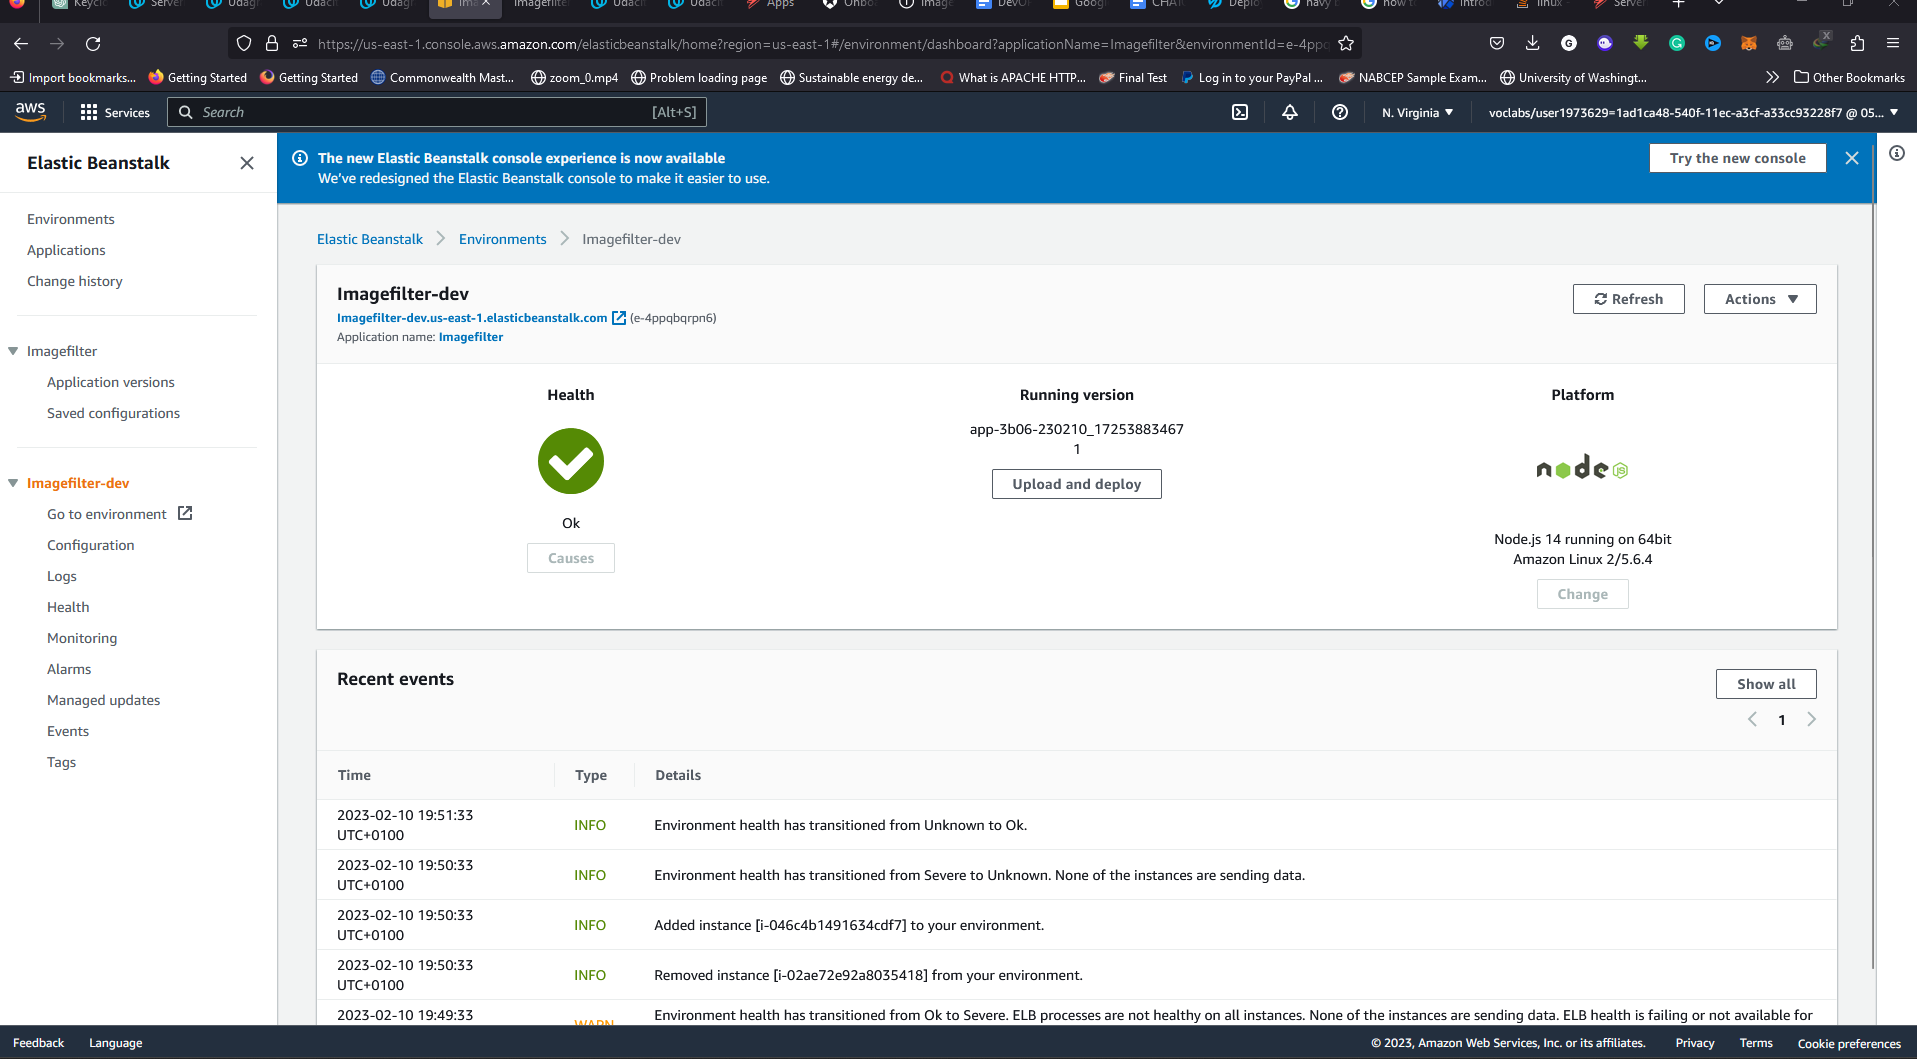 Keyc
Server
Udag
Udaci
Udagr
Ima
Imagefilter
Udaci
Udaci
Apps
Onbo
Image
DevOP
Googl
CHAT
Deplo
navy b
how t
Introd
linux -
Server
https://us-east-1.console.aws.amazon.com/elasticbeanstalk/home?region=us-east-1#/environment/dashboard?applicationName=Imagefilter&environmentId=e-4ppq
Import bookmarks... Getting Started Getting Started Commonwealth Mast... zoom_0.mp4 Problem loading page Sustainable energy de... What is APACHE HTTP... Final Test Log in to your PayPal ... NABCEP Sample Exam... University of Washingt... Other Bookmarks
aws Services Search [Alt+S] N. Virginia voclabs/user1973629=1ad1ca48-540f-11ec-a3cf-a33cc93228f7 @ 05...
Elastic Beanstalk
Environments
Applications
Change history
Imagefilter
Application versions
Saved configurations
Imagefilter-dev
Go to environment
Configuration
Logs
Health
Monitoring
Alarms
Managed updates
Events
Tags
The new Elastic Beanstalk console experience is now available
We've redesigned the Elastic Beanstalk console to make it easier to use.
Try the new console
Elastic Beanstalk Environments Imagefilter-dev
Imagefilter-dev
Imagefilter-dev.us-east-1.elasticbeanstalk.com (e-4ppqbqrpn6)
Application name: Imagefilter
Refresh Actions
Health
Ok
Causes
Running version
app-3b06-230210_17253883467
1
Upload and deploy
Platform
node JS
Node.js 14 running on 64bit
Amazon Linux 2/5.6.4
Change
Recent events
Show all
1
Time Type Details
2023-02-10 19:51:33
UTC+0100
INFO
Environment health has transitioned from Unknown to Ok.
2023-02-10 19:50:33
UTC+0100
INFO
Environment health has transitioned from Severe to Unknown. None of the instances are sending data.
2023-02-10 19:50:33
UTC+0100
INFO
Added instance [i-046c4b1491634cdf7] to your environment.
2023-02-10 19:50:33
UTC+0100
INFO
Removed instance [i-02ae72e92a8035418] from your environment.
2023-02-10 19:49:33
WARN
Environment health has transitioned from Ok to Severe. ELB processes are not healthy on all instances. None of the instances are sending data. ELB health is failing or not available for
Feedback Language © 2023, Amazon Web Services, Inc. or its affiliates. Privacy Terms Cookie preferences